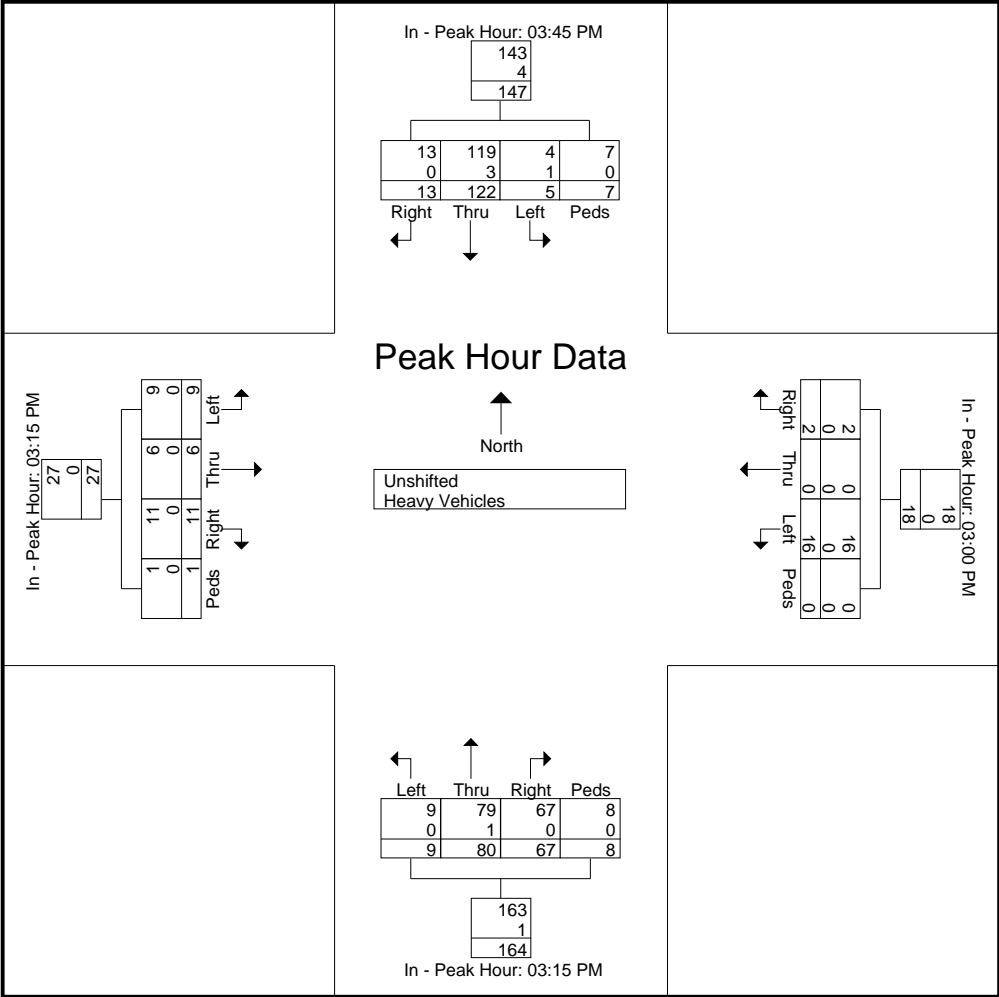 In - Peak Hour: 03:45 PM
143
4
147
13 119 4 7
0 3 1 0
13 122 5 7
Right Thru Left Peds
Peak Hour Data
North
Unshifted
Heavy Vehicles
In - Peak Hour: 03:15 PM
27
0
27
9 0 9
6 0 6
11 0 11
1 0 1
Left
Thru
Right
Peds
Right
Thru
Left
Peds
2 0 2
0 0 0
16 0 16
0 0 0
18
0
18
In - Peak Hour: 03:00 PM
Left Thru Right Peds
9 79 67 8
0 1 0 0
9 80 67 8
163
1
164
In - Peak Hour: 03:15 PM